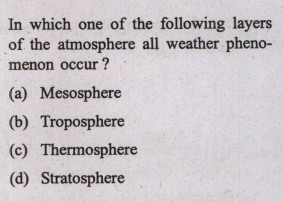 In which one of the following layers
of the atmosphere all weather pheno-
menon occur ?
(a) Mesosphere
(b) Troposphere
(c) Thermosphere
(d) Stratosphere